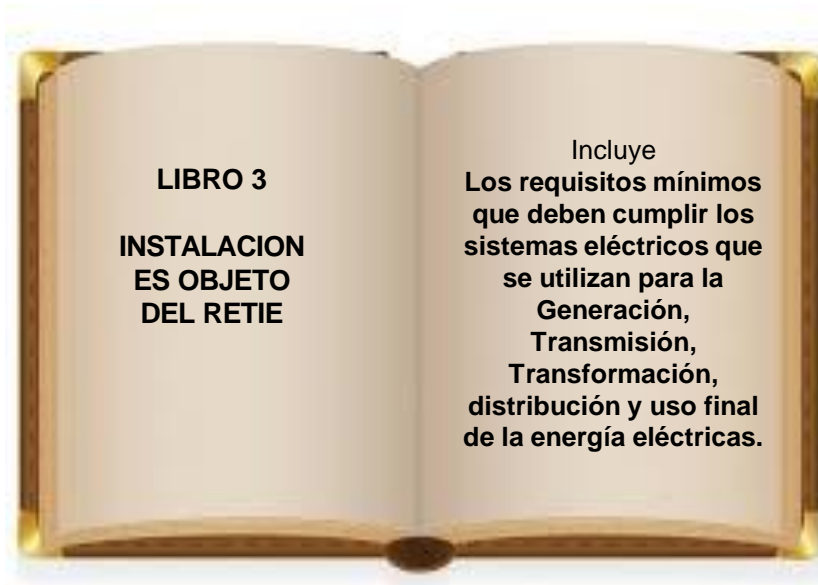 LIBRO 3
INSTALACION
ES OBJETO
DEL RETIE
Incluye
Los requisitos mínimos
que deben cumplir los
sistemas eléctricos que
se utilizan para la
Generación,
Transmisión,
Transformación,
distribución y uso final
de la energía eléctricas.